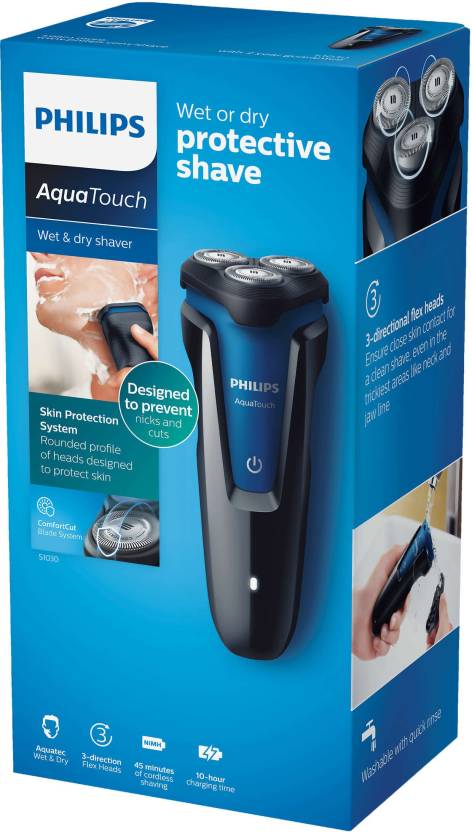 PHILIPS
AquaTouch
Wet & dry shaver
Wet or dry
protective
shave
Designed
to prevent
nicks and
cuts
Skin Protection
System
Rounded profile
of heads designed
to protect skin
ComfortCut
Blade System
S1030
PHILIPS
AquaTouch
Aquatec
Wet & Dry
3
3-direction
Flex Heads
NiMH
45 minutes
of cordless
shaving
10-hour
charging time
3
3-directional flex heads
Ensure close skin contact for
a clean shave, even in the
trickiest areas like neck and
jaw line
Washable with quick rinse